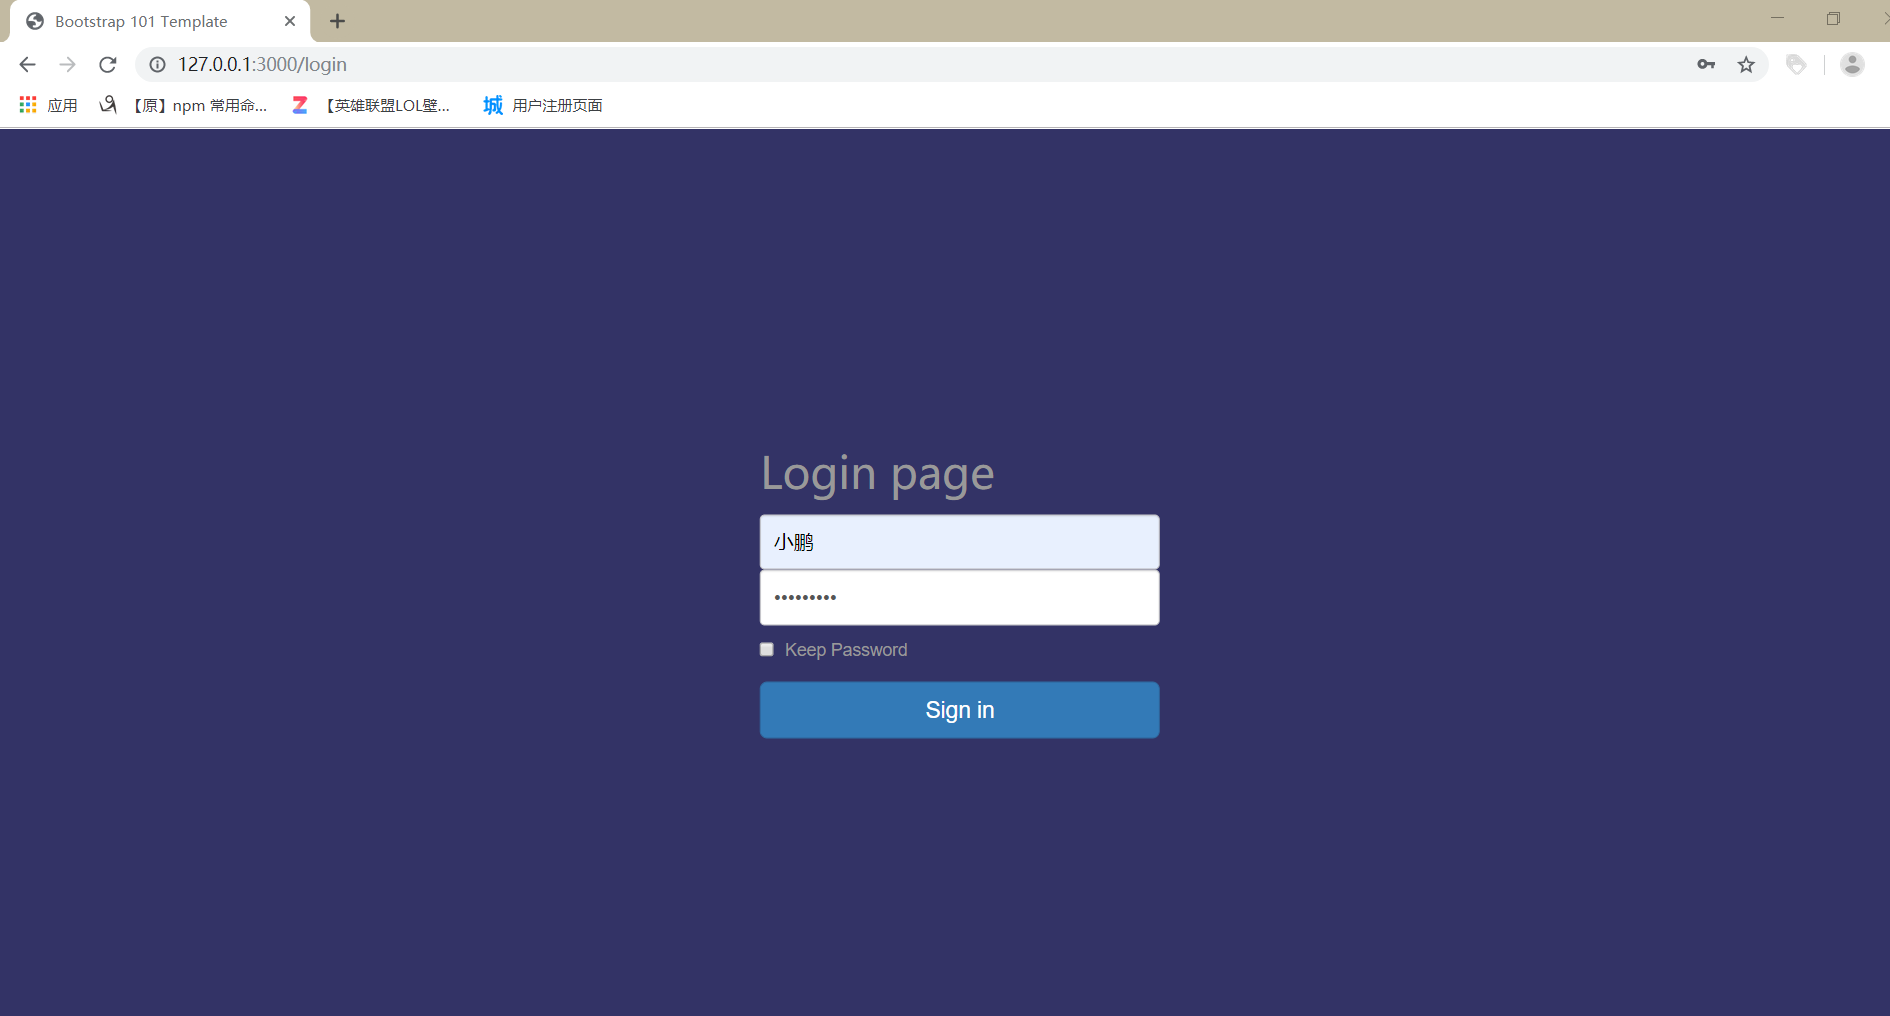 Bootstrap 101 Template
127.0.0.1:3000/login
应用 【原】npm 常用命... 【英雄联盟LOL壁... 城 用户注册页面
Login page
小鹏
•••••••••
Keep Password
Sign in